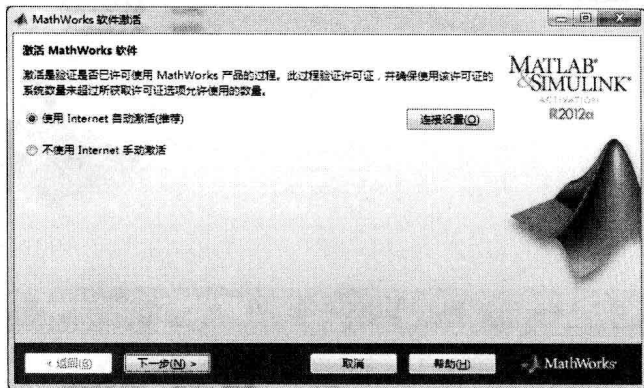 MathWorks 软件激活
激活 MathWorks 软件
激活是验证是否已许可使用 MathWorks 产品的过程。此过程验证许可证，并确保使用该许可证的
系统数量未超过所获取许可证选项允许使用的数量。
使用 Internet 自动激活(推荐)
连接设置(O)
不使用 Internet 手动激活
MATLAB®
&SIMULINK®
ACTIVATION
R2012a
< 返回(B)
下一步(N) >
取消
帮助(H)
MathWorks®